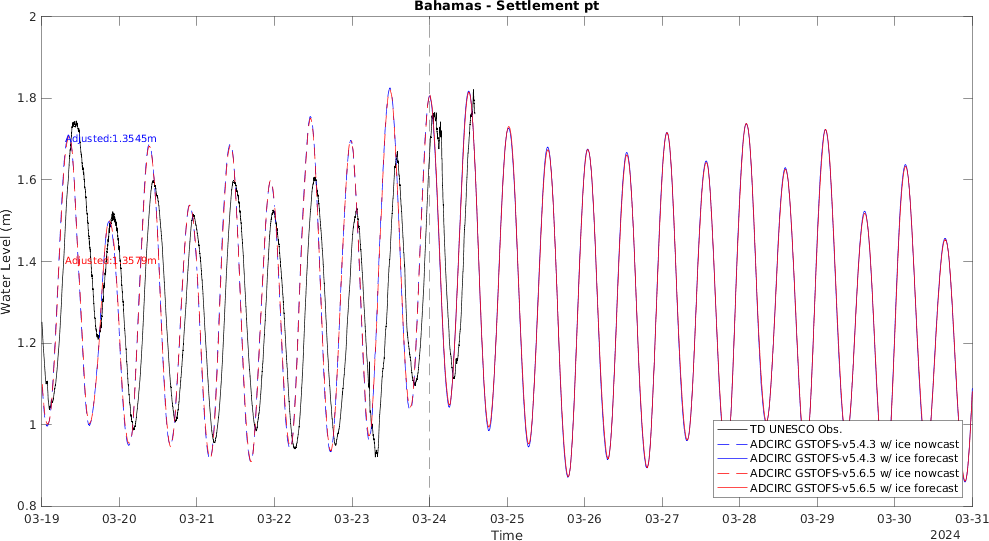 Bahamas - Settlement pt
Water Level (m)
2
1.8
1.6
1.4
1.2
1
0.8
Adjusted:1.3545m
Adjusted:1.3579m
TD UNESCO Obs.
ADCIRC GSTOFS-v5.4.3 w/ ice nowcast
ADCIRC GSTOFS-v5.4.3 w/ ice forecast
ADCIRC GSTOFS-v5.6.5 w/ ice nowcast
ADCIRC GSTOFS-v5.6.5 w/ ice forecast
03-19 03-20 03-21 03-22 03-23 03-24 03-25 03-26 03-27 03-28 03-29 03-30 03-31
Time
2024